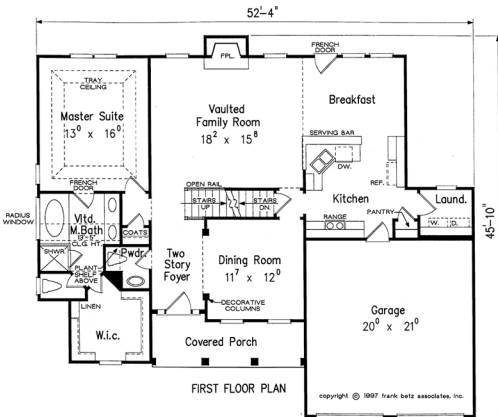 52'-4"
FPL.
FRENCH
DOOR
TRAY
CEILING
Master Suite
13⁰ x 16⁰
Vaulted
Family Room
18² x 15⁸
Breakfast
SERVING BAR
DW.
REF.
FRENCH
DOOR
OPEN RAIL
STAIRS
UP
STAIRS
DN.
Kitchen
RANGE
PANTRY
Laund.
W. D.
45'-10"
RADIUS
WINDOW
Vltd.
M.Bath
19'-5"
CLG. HT.
COATS
SHWR.
PLANT
SHELF
ABOVE
Pwdr.
Two
Story
Foyer
Dining Room
11⁷ x 12⁰
DECORATIVE
COLUMNS
LINEN
W.i.c.
Garage
20⁰ x 21⁰
Covered Porch
copyright © 1997 frank betz associates, inc.
FIRST FLOOR PLAN